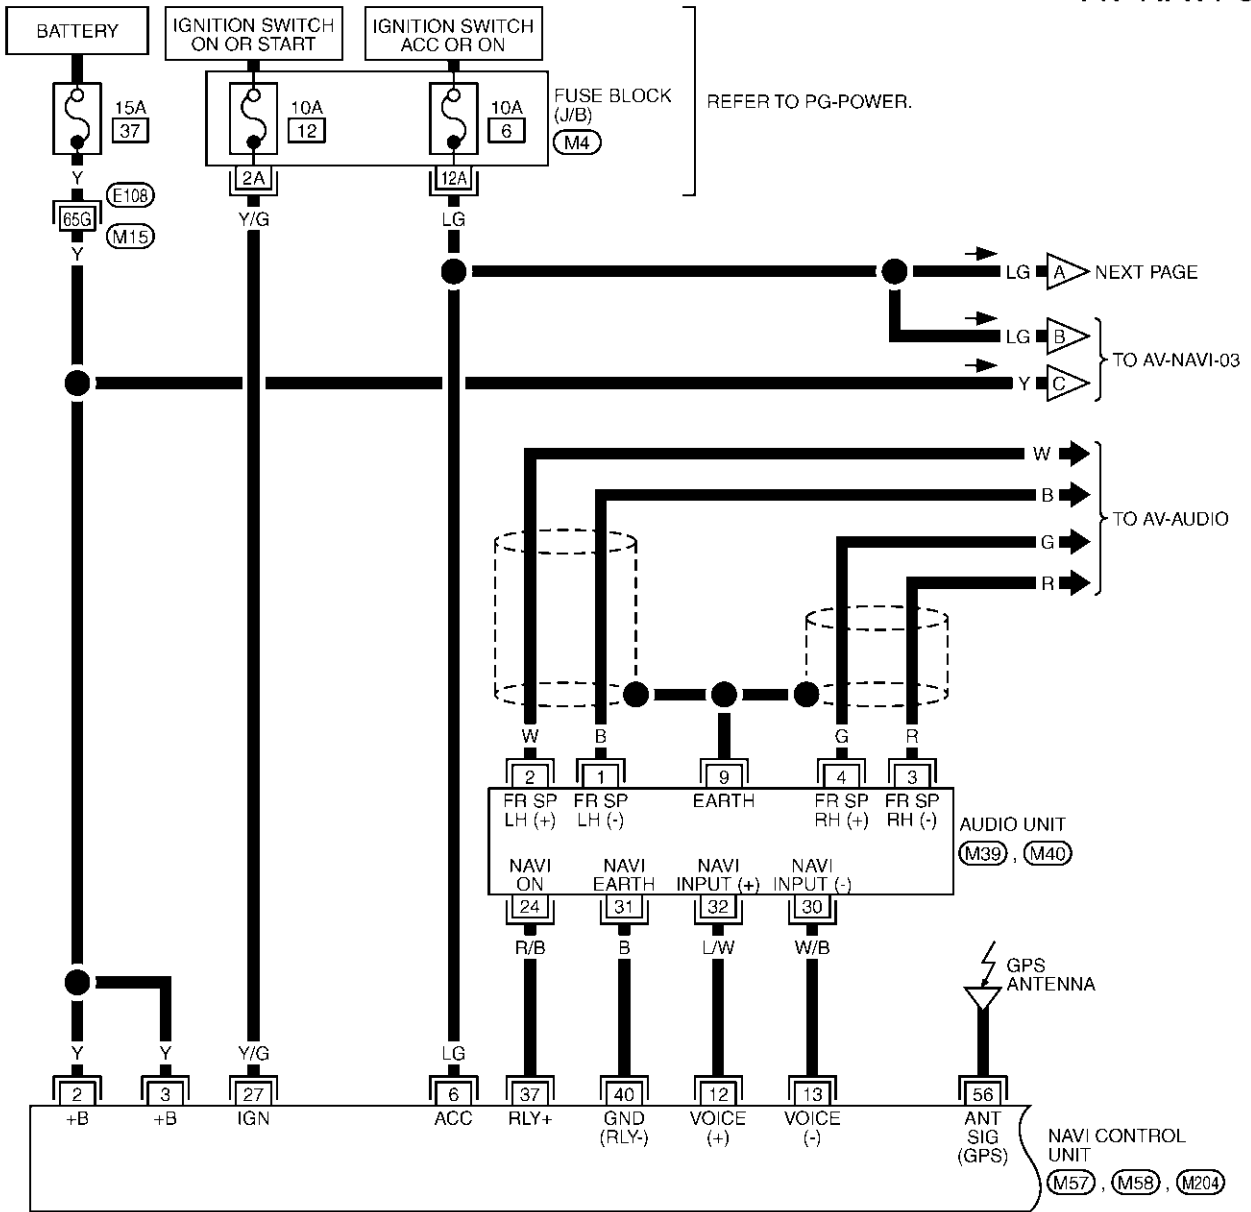 BATTERY
IGNITION SWITCH
ON OR START
IGNITION SWITCH
ACC OR ON
15A
37
10A
12
10A
6
FUSE BLOCK
(J/B)
M4
REFER TO PG-POWER.
Y
E108
65G
M15
Y
2A
Y/G
12A
LG
LG
A
NEXT PAGE
LG
B
Y
C
TO AV-NAVI-03
W
B
G
R
TO AV-AUDIO
W
B
G
R
2
1
9
4
3
FR SP
LH (+)
FR SP
LH (-)
EARTH
FR SP
RH (+)
FR SP
RH (-)
AUDIO UNIT
M39 , M40
NAVI
ON
NAVI
EARTH
NAVI
INPUT (+)
NAVI
INPUT (-)
24
31
32
30
R/B
B
L/W
W/B
GPS
ANTENNA
Y
Y
Y/G
LG
2
3
27
6
37
40
12
13
56
+B
+B
IGN
ACC
RLY+
GND
(RLY-)
VOICE
(+)
VOICE
(-)
ANT
SIG
(GPS)
NAVI CONTROL
UNIT
M57 , M58 , M204